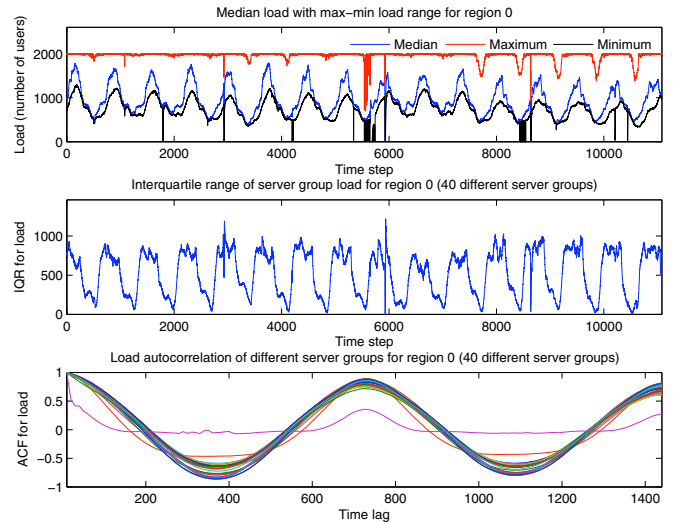 Median load with max−min load range for region 0
Load (number of users)
2000
1000
0
Median
Maximum
Minimum
0
2000
4000
6000
8000
10000
Time step
Interquartile range of server group load for region 0 (40 different server groups)
IQR for load
1000
500
0
0
2000
4000
6000
8000
10000
Time step
Load autocorrelation of different server groups for region 0 (40 different server groups)
ACF for load
1
0.5
0
−0.5
−1
200
400
600
800
1000
1200
1400
Time lag